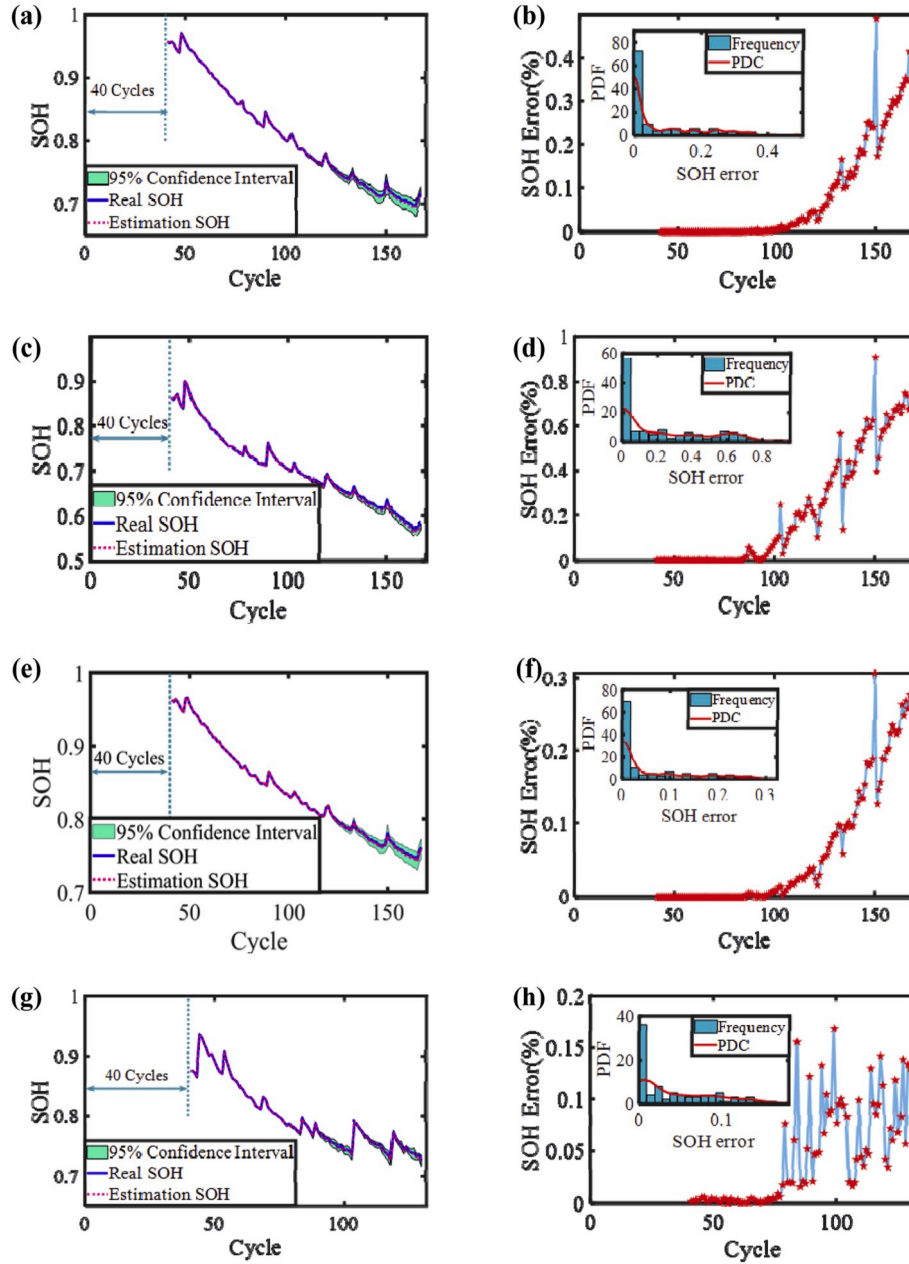 (a)
1
0.9
0.8
0.7
SOH
40 Cycles
95% Confidence Interval
Real SOH
Estimation SOH
0 50 100 150
Cycle
(b)
0.4
0.3
0.2
0.1
0
SOH Error(%)
80
60
40
20
0
PDF
Frequency
PDC
0 0.2 0.4
SOH error
0 50 100 150
Cycle
(c)
0.9
0.8
0.7
0.6
0.5
SOH
40 Cycles
95% Confidence Interval
Real SOH
Estimation SOH
0 50 100 150
Cycle
(d)
1
0.8
0.6
0.4
0.2
0
SOH Error(%)
60
40
20
0
PDF
Frequency
PDC
0 0.2 0.4 0.6 0.8
SOH error
0 50 100 150
Cycle
(e)
1
0.9
0.8
0.7
SOH
40 Cycles
95% Confidence Interval
Real SOH
Estimation SOH
0 50 100 150
Cycle
(f)
0.3
0.2
0.1
0
SOH Error(%)
80
60
40
20
0
PDF
Frequency
PDC
0 0.1 0.2 0.3
SOH error
0 50 100 150
Cycle
(g)
1
0.9
0.8
0.7
SOH
40 Cycles
95% Confidence Interval
Real SOH
Estimation SOH
0 50 100
Cycle
(h)
0.2
0.15
0.1
0.05
0
SOH Error(%)
40
20
0
PDF
Frequency
PDC
0 0.1
SOH error
0 50 100
Cycle